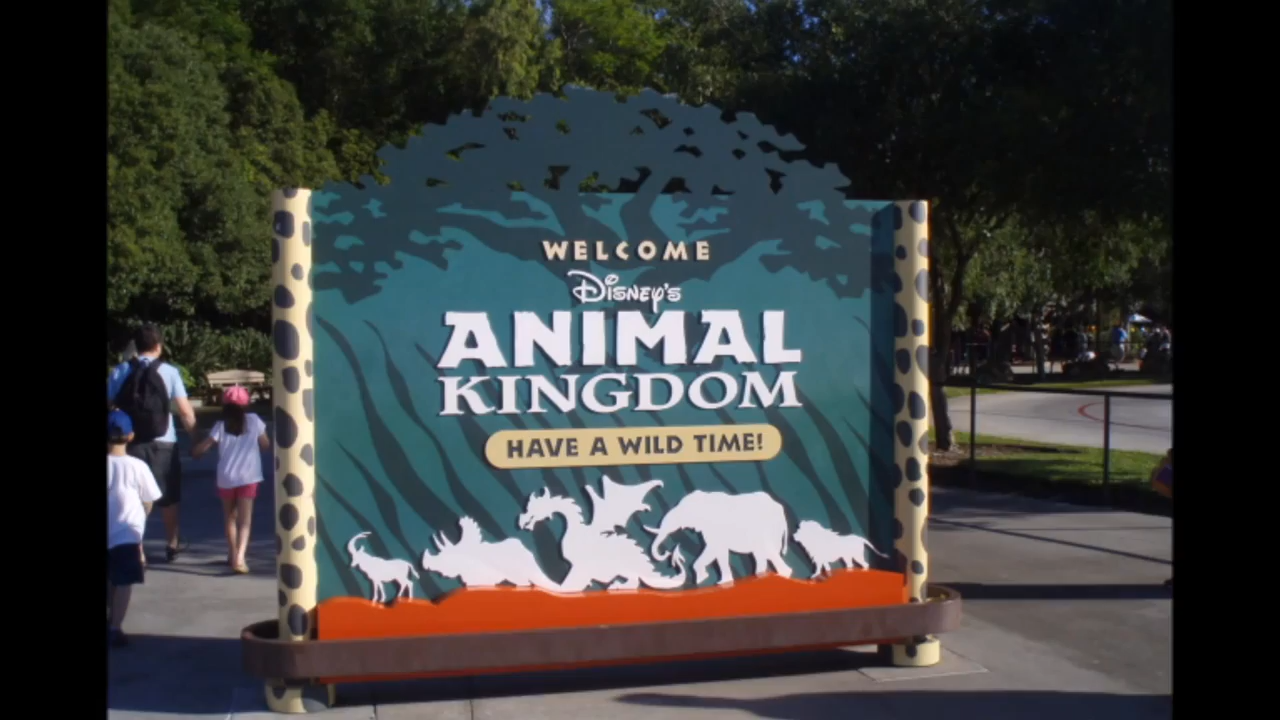 WELCOME
DISNEY'S
ANIMAL
KINGDOM
HAVE A WILD TIME!